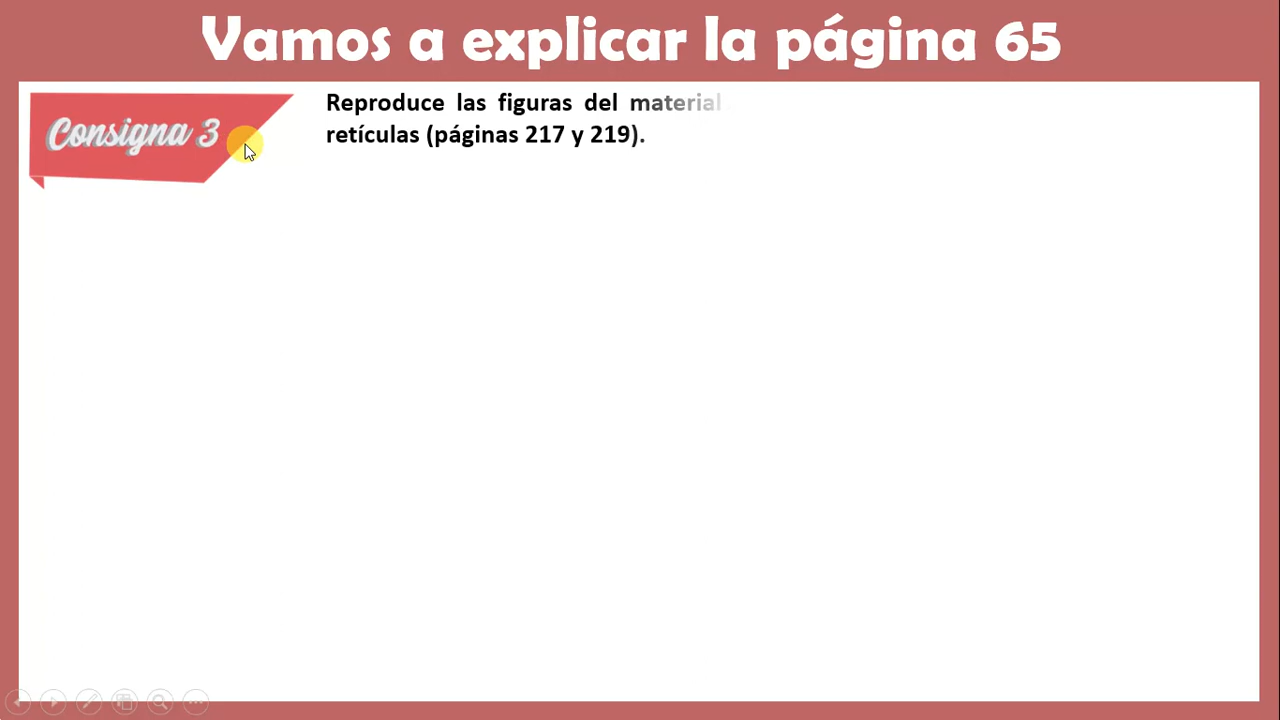 Vamos a explicar la página 65
Consigna 3
Reproduce las figuras del material
retículas (páginas 217 y 219).